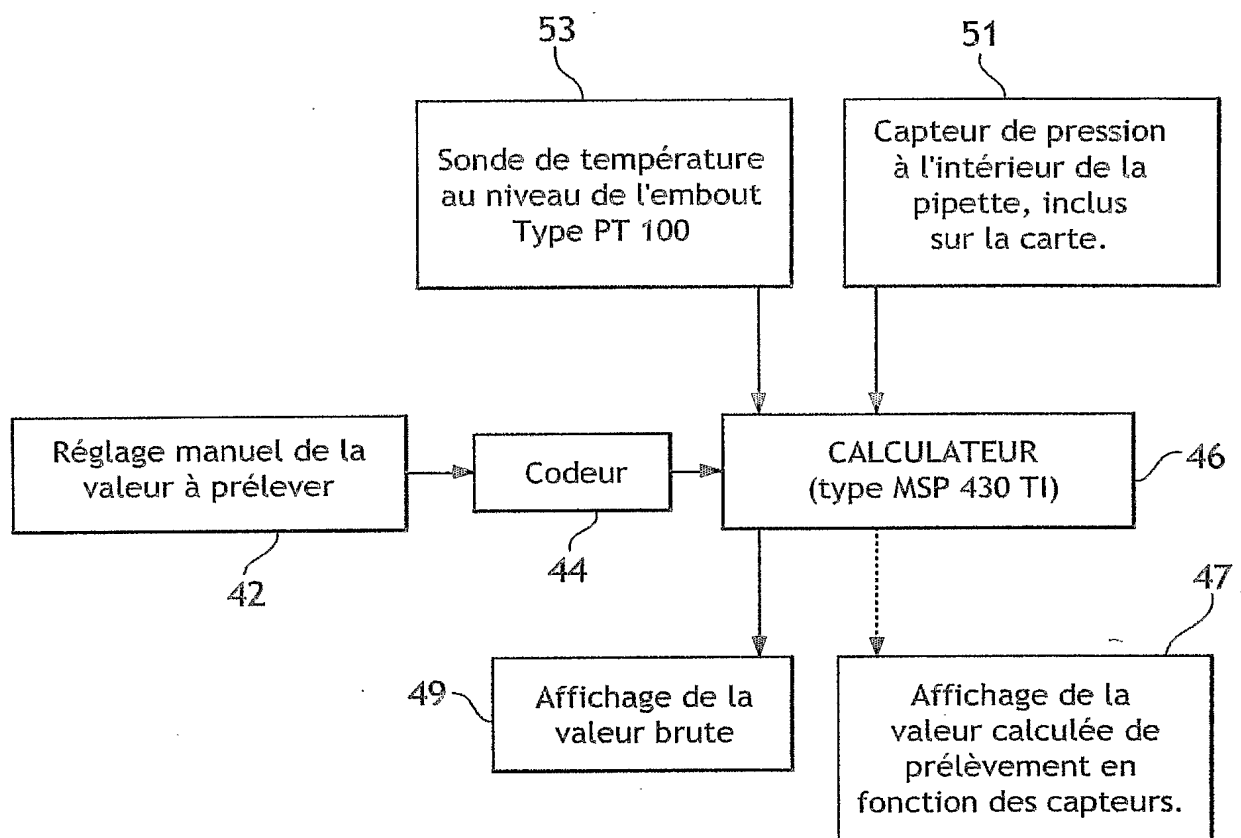 53
51
Sonde de température
au niveau de l'embout
Type PT 100
Capteur de pression
à l'intérieur de la
pipette, inclus
sur la carte.
Réglage manuel de la
valeur à prélever
Codeur
CALCULATEUR
(type MSP 430 TI)
46
42
44
47
49
Affichage de la
valeur brute
Affichage de la
valeur calculée de
prélèvement en
fonction des capteurs.